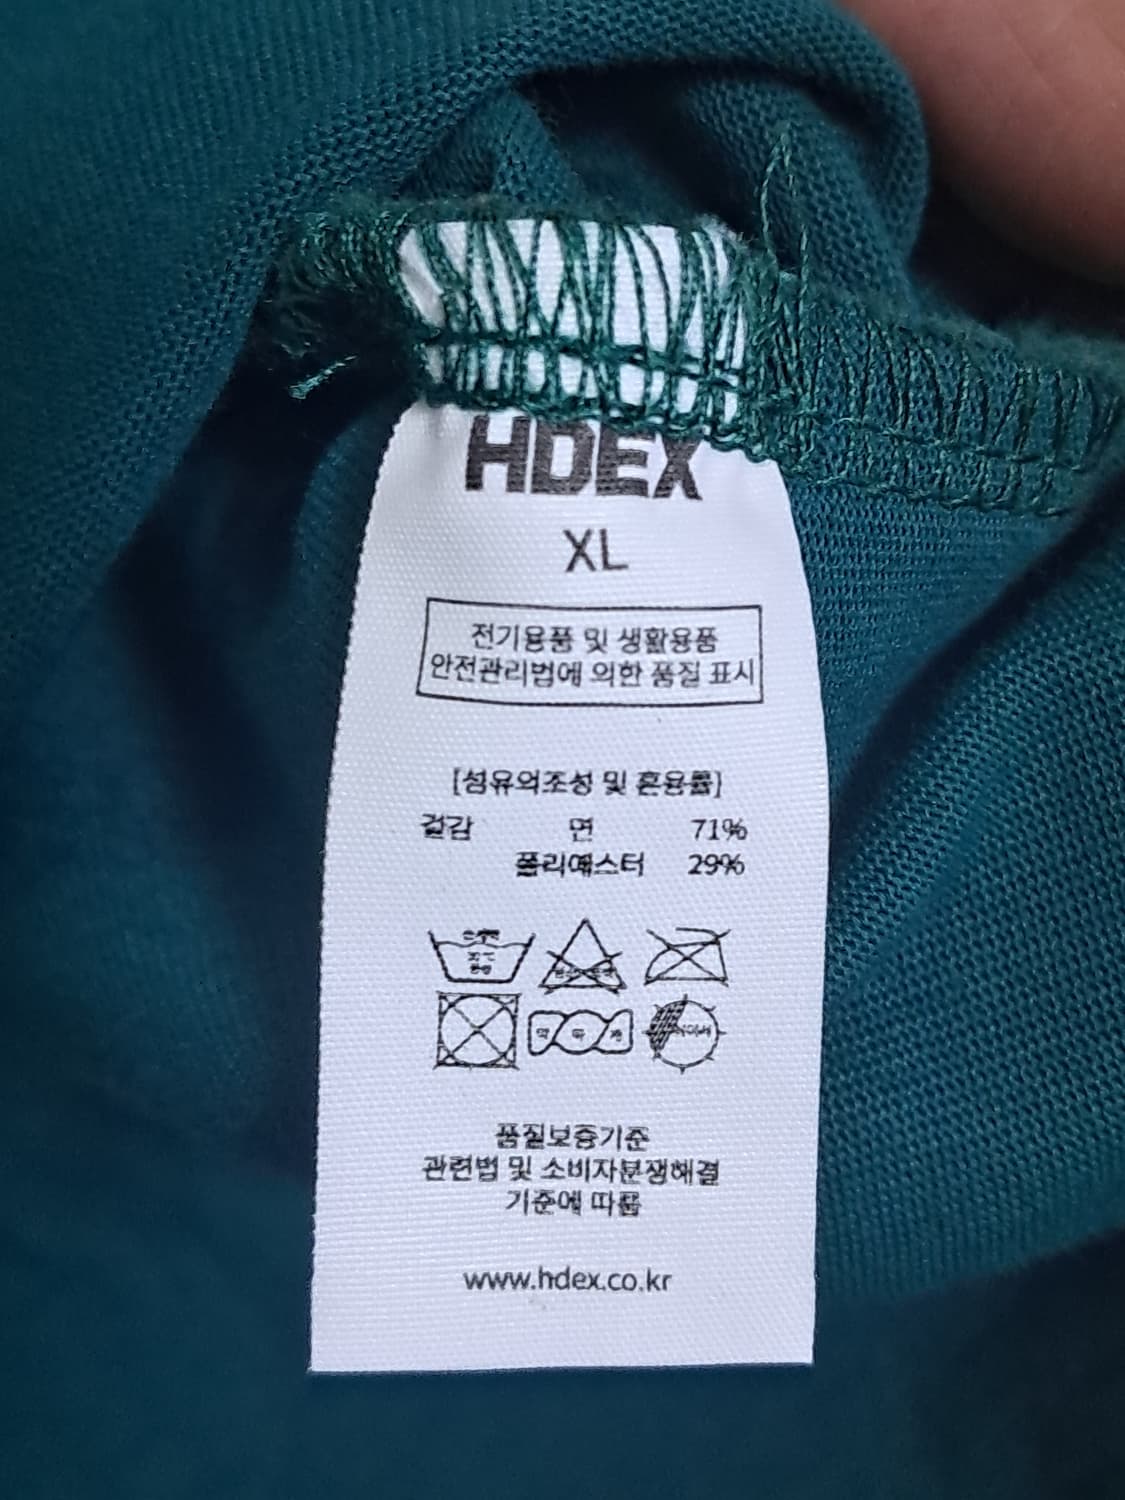 HDEX
XL
전기용품 및 생활용품
안전관리법에 의한 품질 표시
[섬유의조성 및 혼용률]
겉감 면 71%
폴리에스터 29%
품질보증기준
관련법 및 소비자분쟁해결
기준에 따름
www.hdex.co.kr